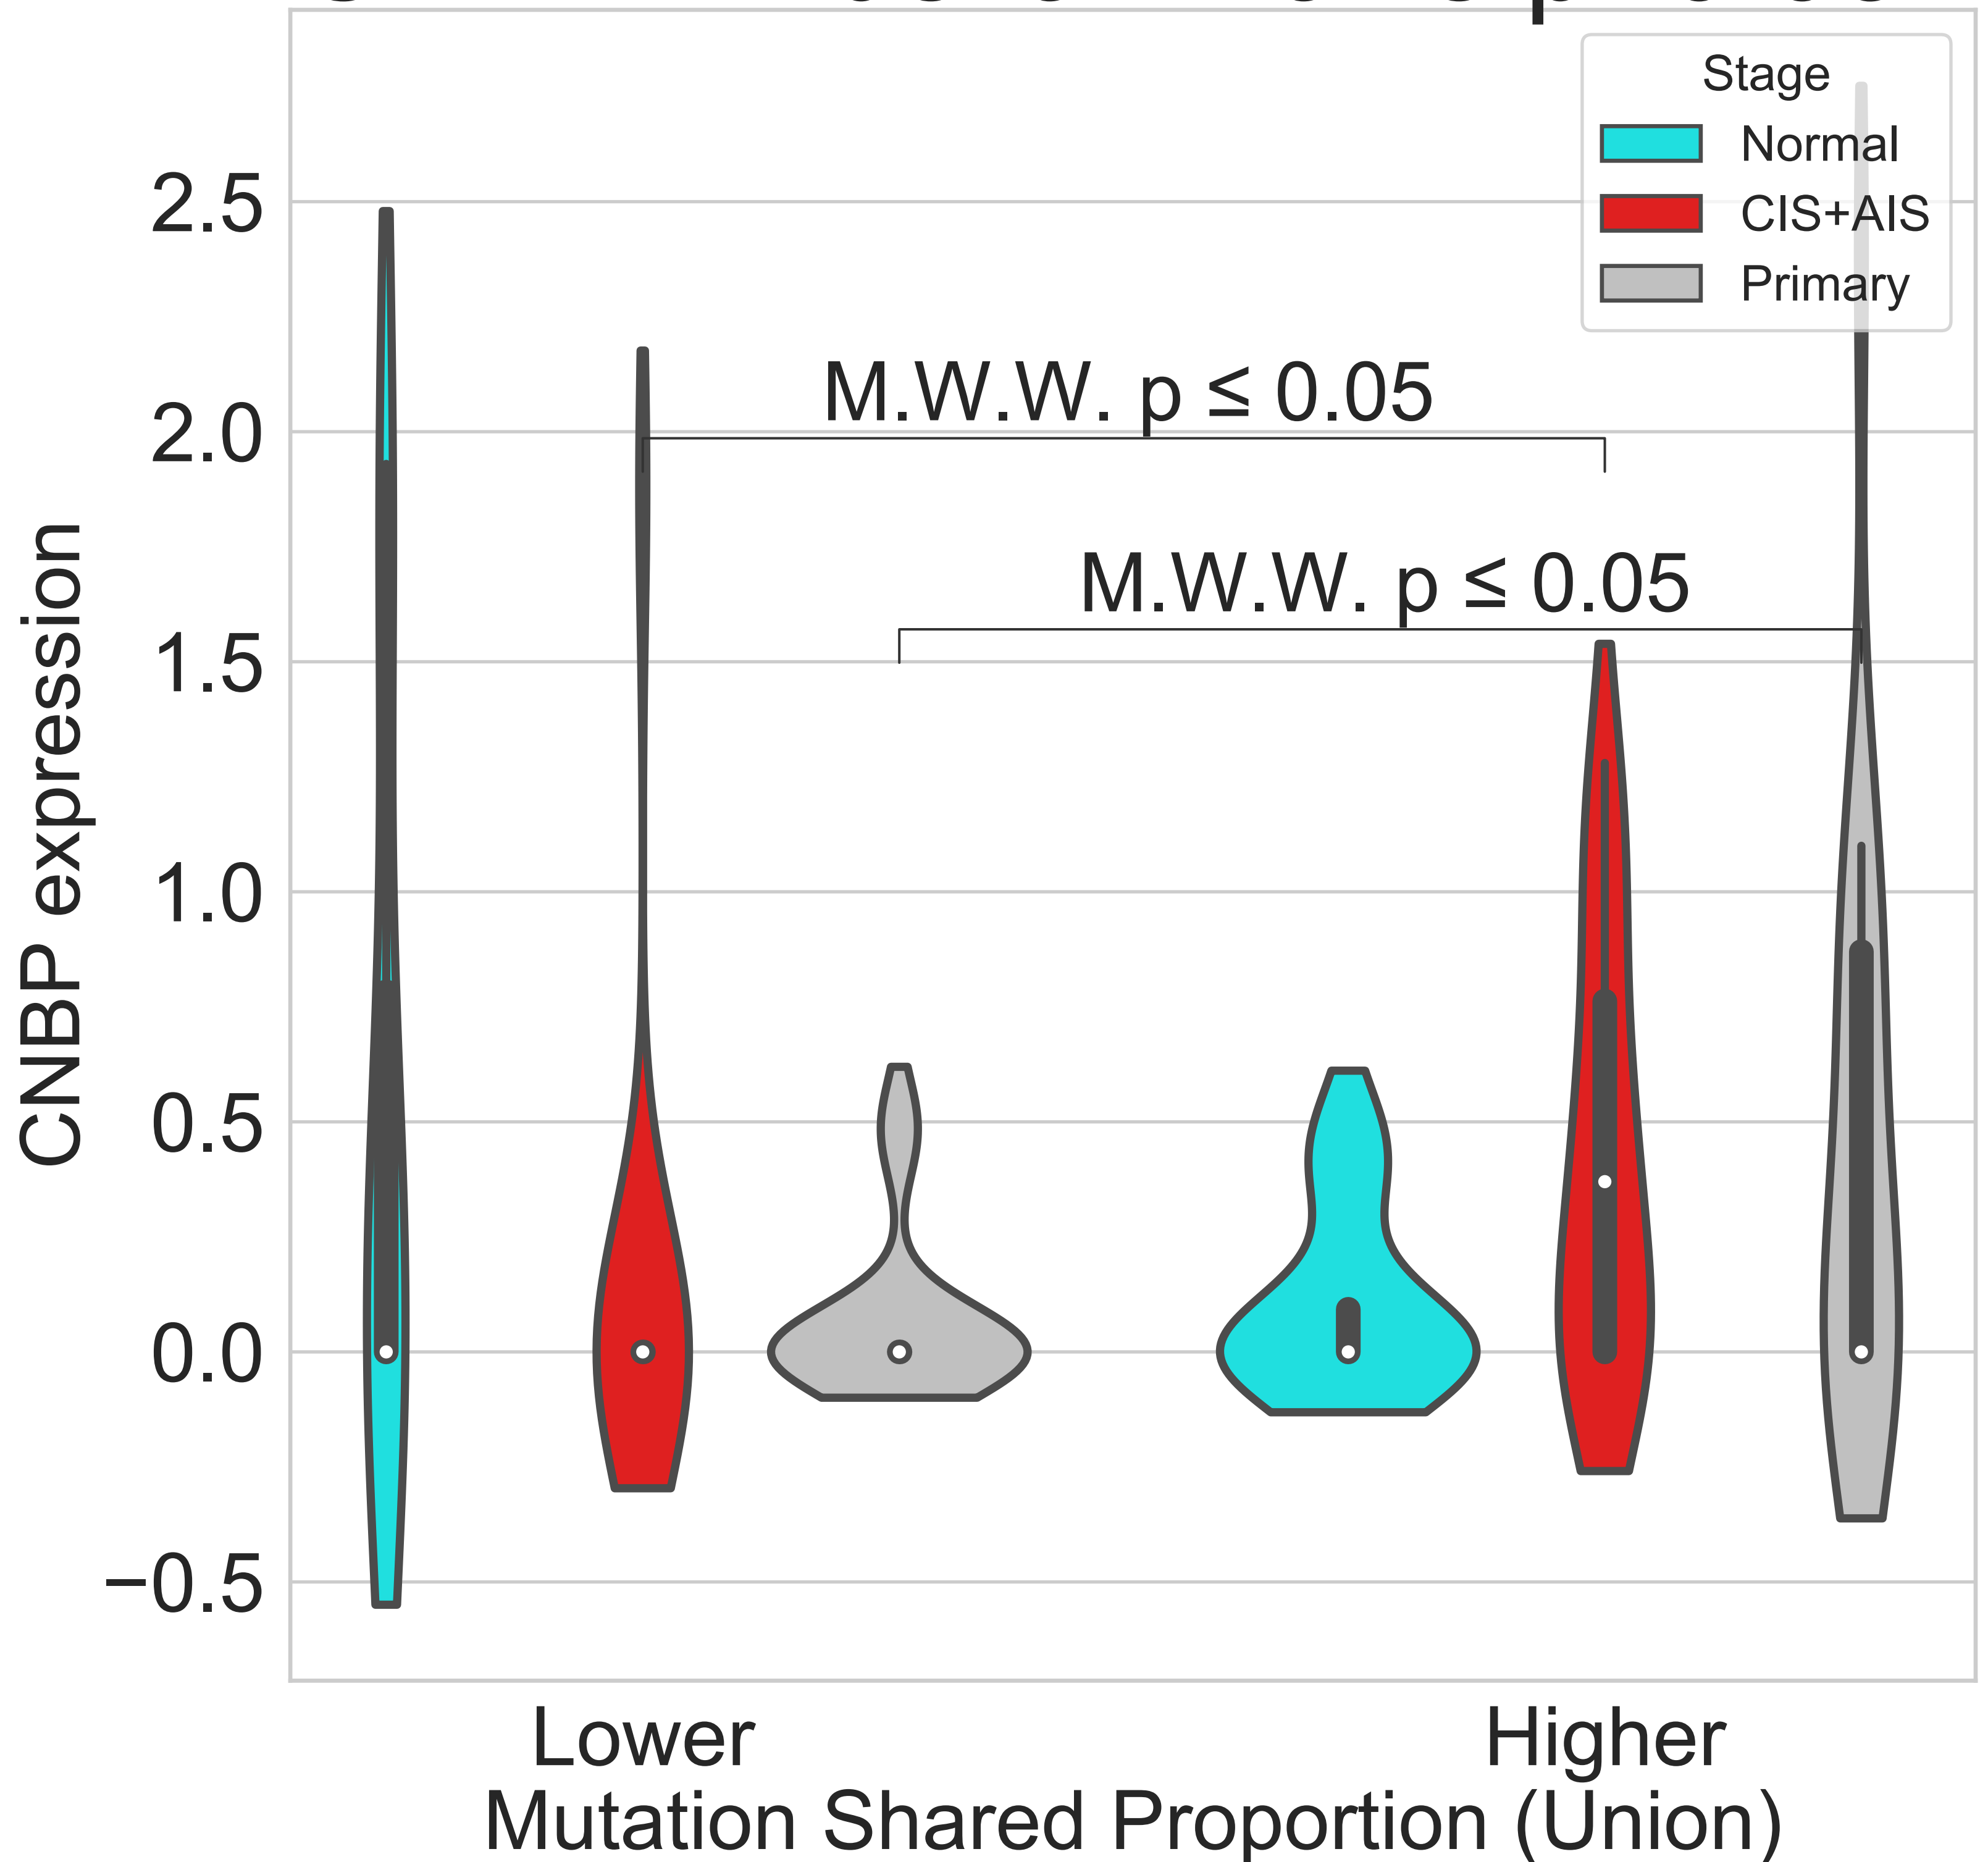 Stage
Normal
CIS+AIS
Primary
2.5
2.0
1.5
1.0
0.5
0.0
−0.5
CNBP expression
M.W.W. p ≤ 0.05
M.W.W. p ≤ 0.05
Lower
Higher
Mutation Shared Proportion (Union)